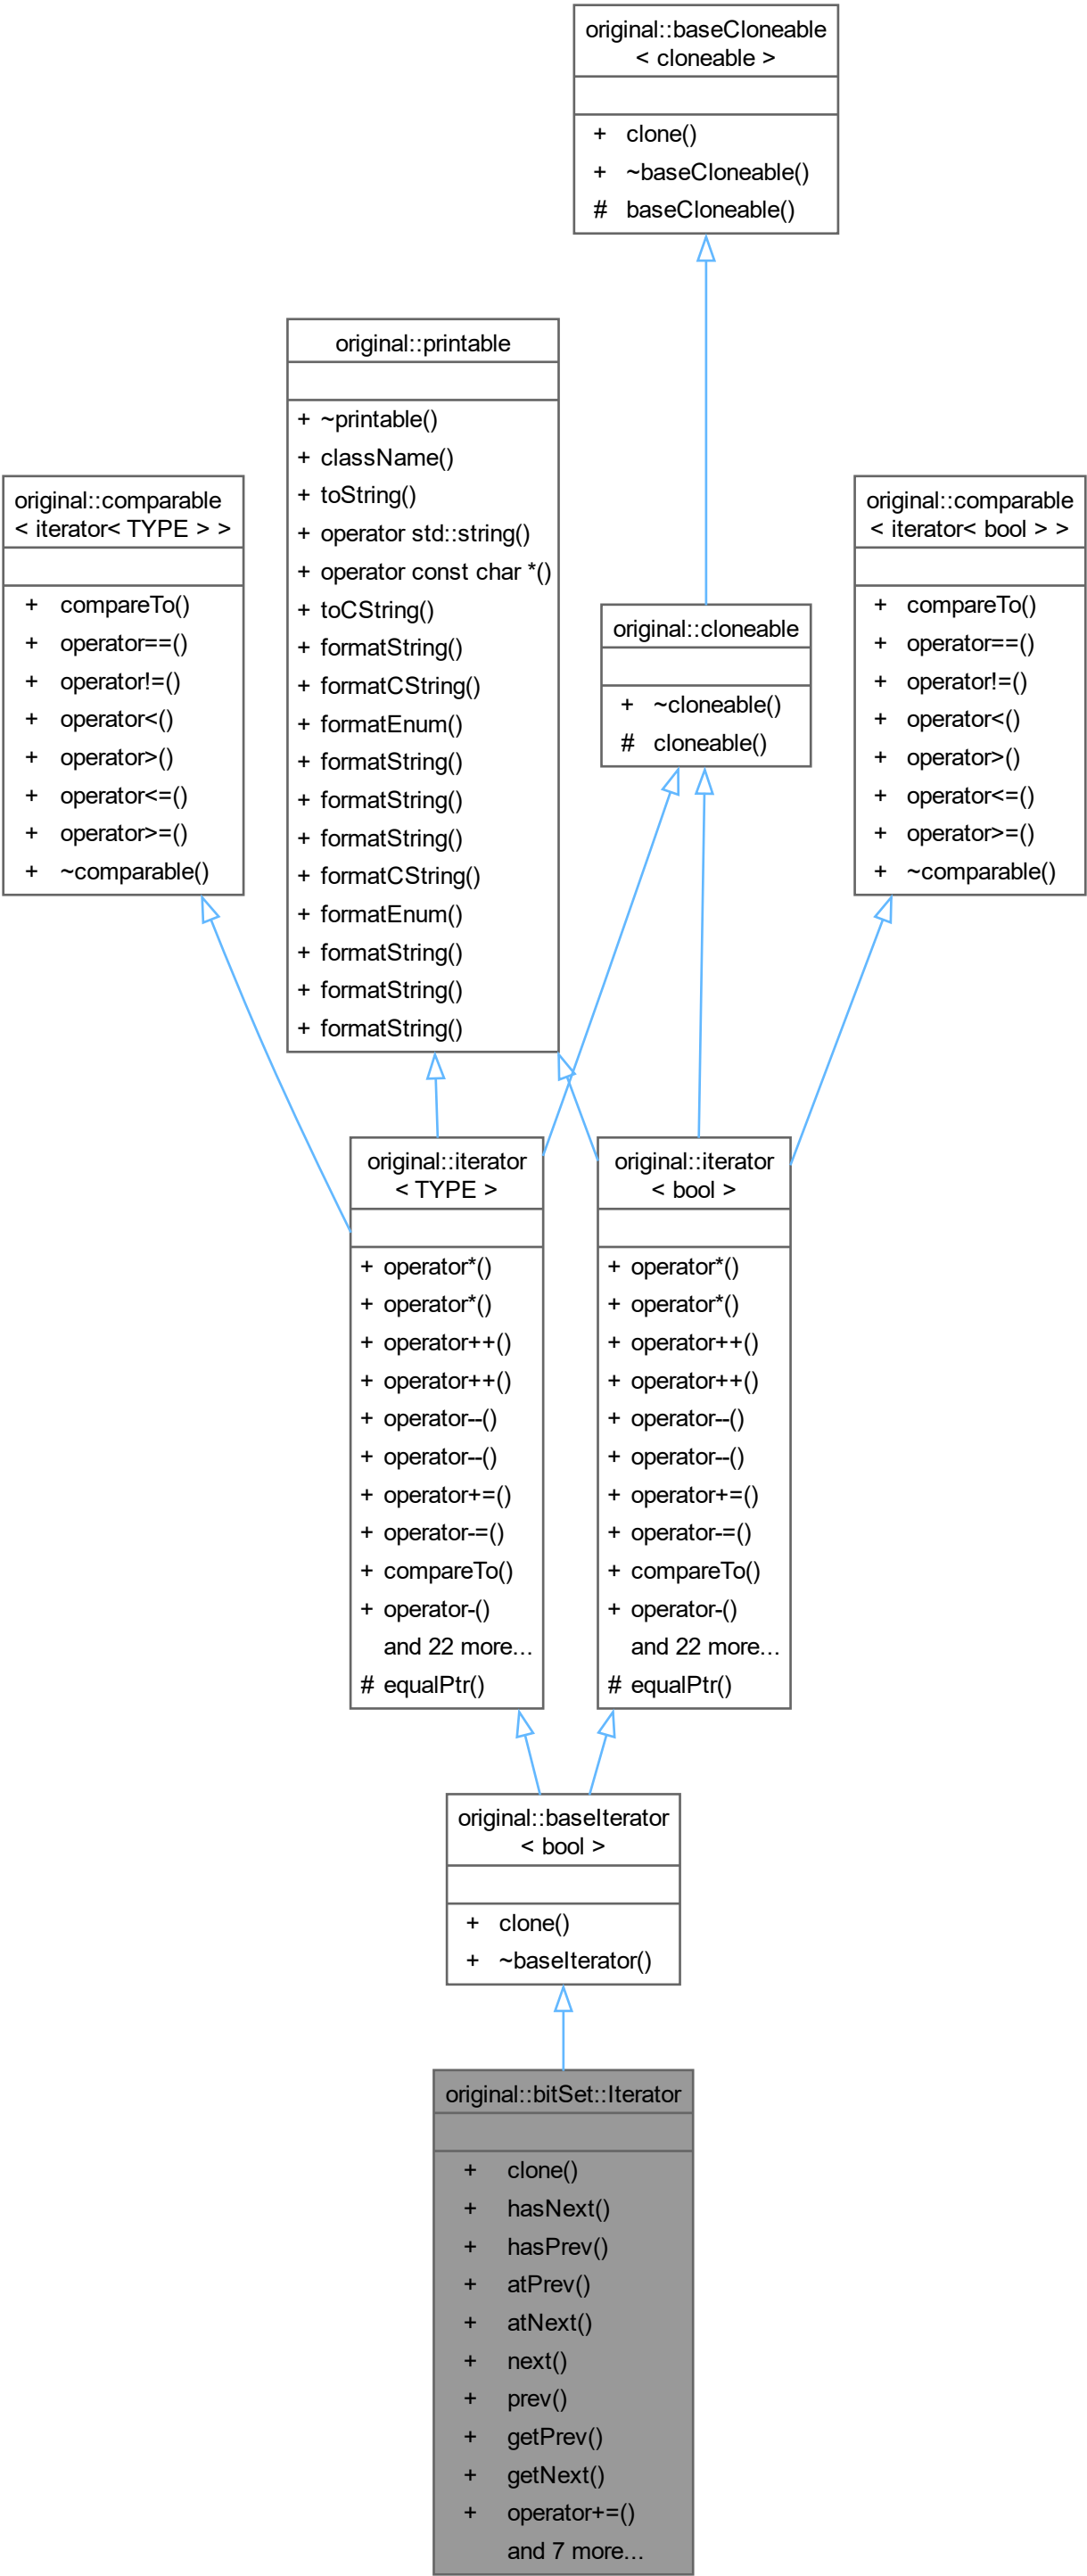 original::baseCloneable
< cloneable >
+ clone()
+ ~baseCloneable()
# baseCloneable()
original::printable
+ ~printable()
+ className()
+ toString()
+ operator std::string()
+ operator const char *()
+ toCString()
+ formatString()
+ formatCString()
+ formatEnum()
+ formatString()
+ formatString()
+ formatString()
+ formatCString()
+ formatEnum()
+ formatString()
+ formatString()
+ formatString()
original::comparable
< iterator< TYPE > >
+ compareTo()
+ operator==()
+ operator!=()
+ operator<()
+ operator>()
+ operator<=()
+ operator>=()
+ ~comparable()
original::cloneable
+ ~cloneable()
# cloneable()
original::comparable
< iterator< bool > >
+ compareTo()
+ operator==()
+ operator!=()
+ operator<()
+ operator>()
+ operator<=()
+ operator>=()
+ ~comparable()
original::iterator
< TYPE >
+ operator*()
+ operator*()
+ operator++()
+ operator++()
+ operator--()
+ operator--()
+ operator+=()
+ operator-=()
+ compareTo()
+ operator-()
and 22 more...
# equalPtr()
original::iterator
< bool >
+ operator*()
+ operator*()
+ operator++()
+ operator++()
+ operator--()
+ operator--()
+ operator+=()
+ operator-=()
+ compareTo()
+ operator-()
and 22 more...
# equalPtr()
original::baseIterator
< bool >
+ clone()
+ ~baseIterator()
original::bitSet::Iterator
+ clone()
+ hasNext()
+ hasPrev()
+ atPrev()
+ atNext()
+ next()
+ prev()
+ getPrev()
+ getNext()
+ operator+=()
and 7 more...